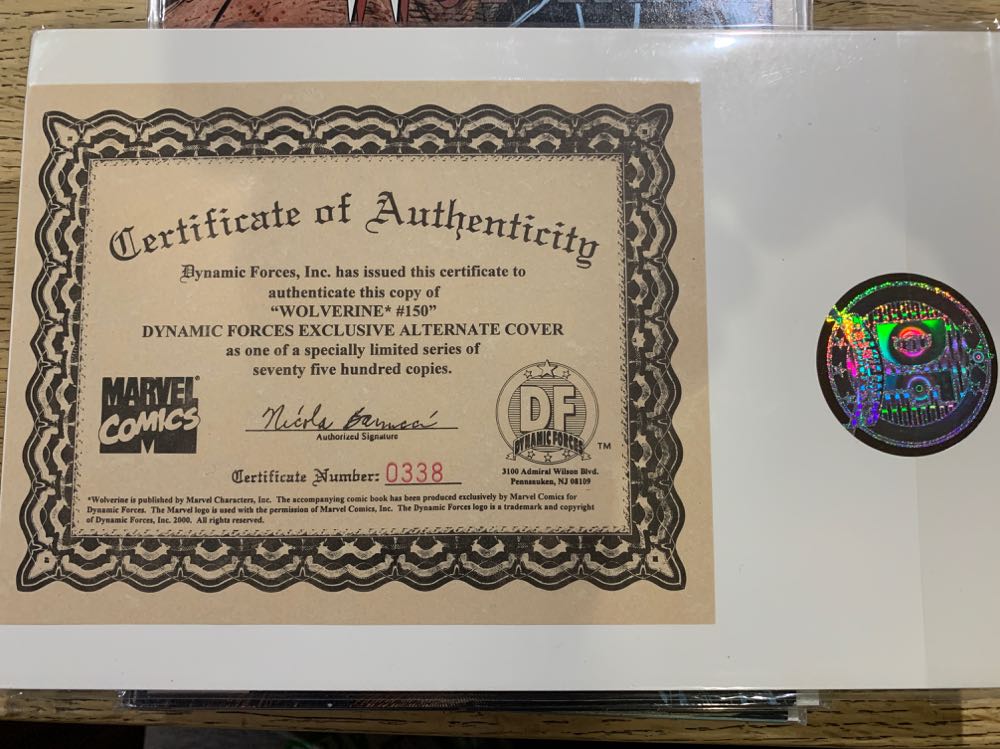 Certificate of Authenticity
Dynamic Forces, Inc. has issued this certificate to
authenticate this copy of
“WOLVERINE* #150”
DYNAMIC FORCES EXCLUSIVE ALTERNATE COVER
as one of a specially limited series of
seventy five hundred copies.
MARVEL®
COMICS
M
Authorized Signature
Certificate Number: 0338
DF
DYNAMIC FORCES
TM
3100 Admiral Wilson Blvd.
Pennsauken, NJ 08109
*Wolverine is published by Marvel Characters, Inc. The accompanying comic book has been produced exclusively by Marvel Comics for
Dynamic Forces. The Marvel logo is used with the permission of Marvel Comics, Inc. The Dynamic Forces logo is a trademark and copyright
of Dynamic Forces, Inc. 2000. All rights reserved.